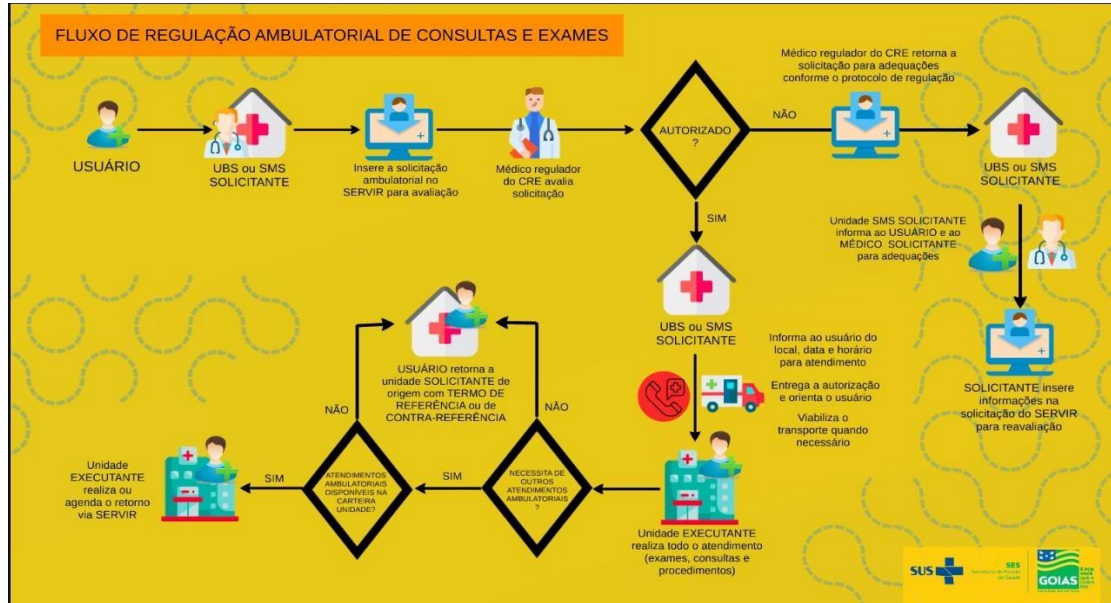 FLUXO DE REGULAÇÃO AMBULATORIAL DE CONSULTAS E EXAMES
USUÁRIO
UBS ou SMS
SOLICITANTE
Insere a solicitação
ambulatorial no
SERVIR para avaliação
Médico regulador
do CRE avalia
solicitação
AUTORIZADO
?
NÃO
Médico regulador do CRE retorna a
solicitação para adequações
conforme o protocolo de regulação
UBS ou SMS
SOLICITANTE
Unidade SMS SOLICITANTE
informa ao USUÁRIO e ao
MÉDICO SOLICITANTE
para adequações
SOLICITANTE insere
informações na
solicitação do SERVIR
para reavaliação
SIM
UBS ou SMS
SOLICITANTE
Informa ao usuário do
local, data e horário
para atendimento
Entrega a autorização
e orienta o usuário
Viabiliza o
transporte quando
necessário
Unidade EXECUTANTE
realiza todo o atendimento
(exames, consultas e
procedimentos)
NECESSITA DE
OUTROS
ATENDIMENTOS
AMBULATORIAIS
?
NÃO
SIM
USUÁRIO retorna a
unidade SOLICITANTE de
origem com TERMO DE
REFERÊNCIA ou de
CONTRA-REFERÊNCIA
ATENDIMENTOS
AMBULATORIAIS
DISPONÍVEIS NA
CARTEIRA
UNIDADE?
NÃO
SIM
Unidade
EXECUTANTE
realiza ou
agenda o retorno
via SERVIR
SUS
SES
Secretaria de Estado
da Saúde
GOIÁS